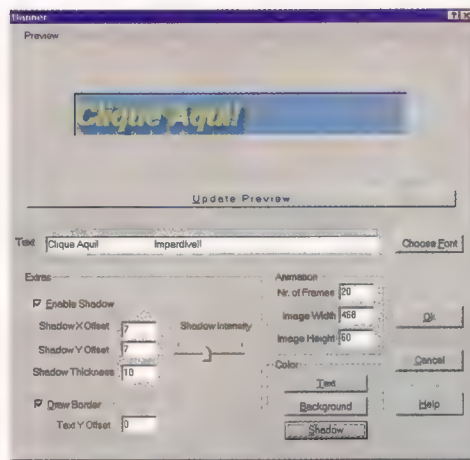 Banner
Preview
Clique Aqui!
Update Preview
Text
Clique Aqui! Imperdível!
Choose Font
Extras
Enable Shadow
Shadow X Offset 7
Shadow Intensity
Shadow Y Offset 7
Shadow Thickness 10
Draw Border
Text Y Offset 0
Animation
Nr. of Frames 20
Image Width 468
Image Height 60
Color
Text
Background
Shadow
Ok
Cancel
Help